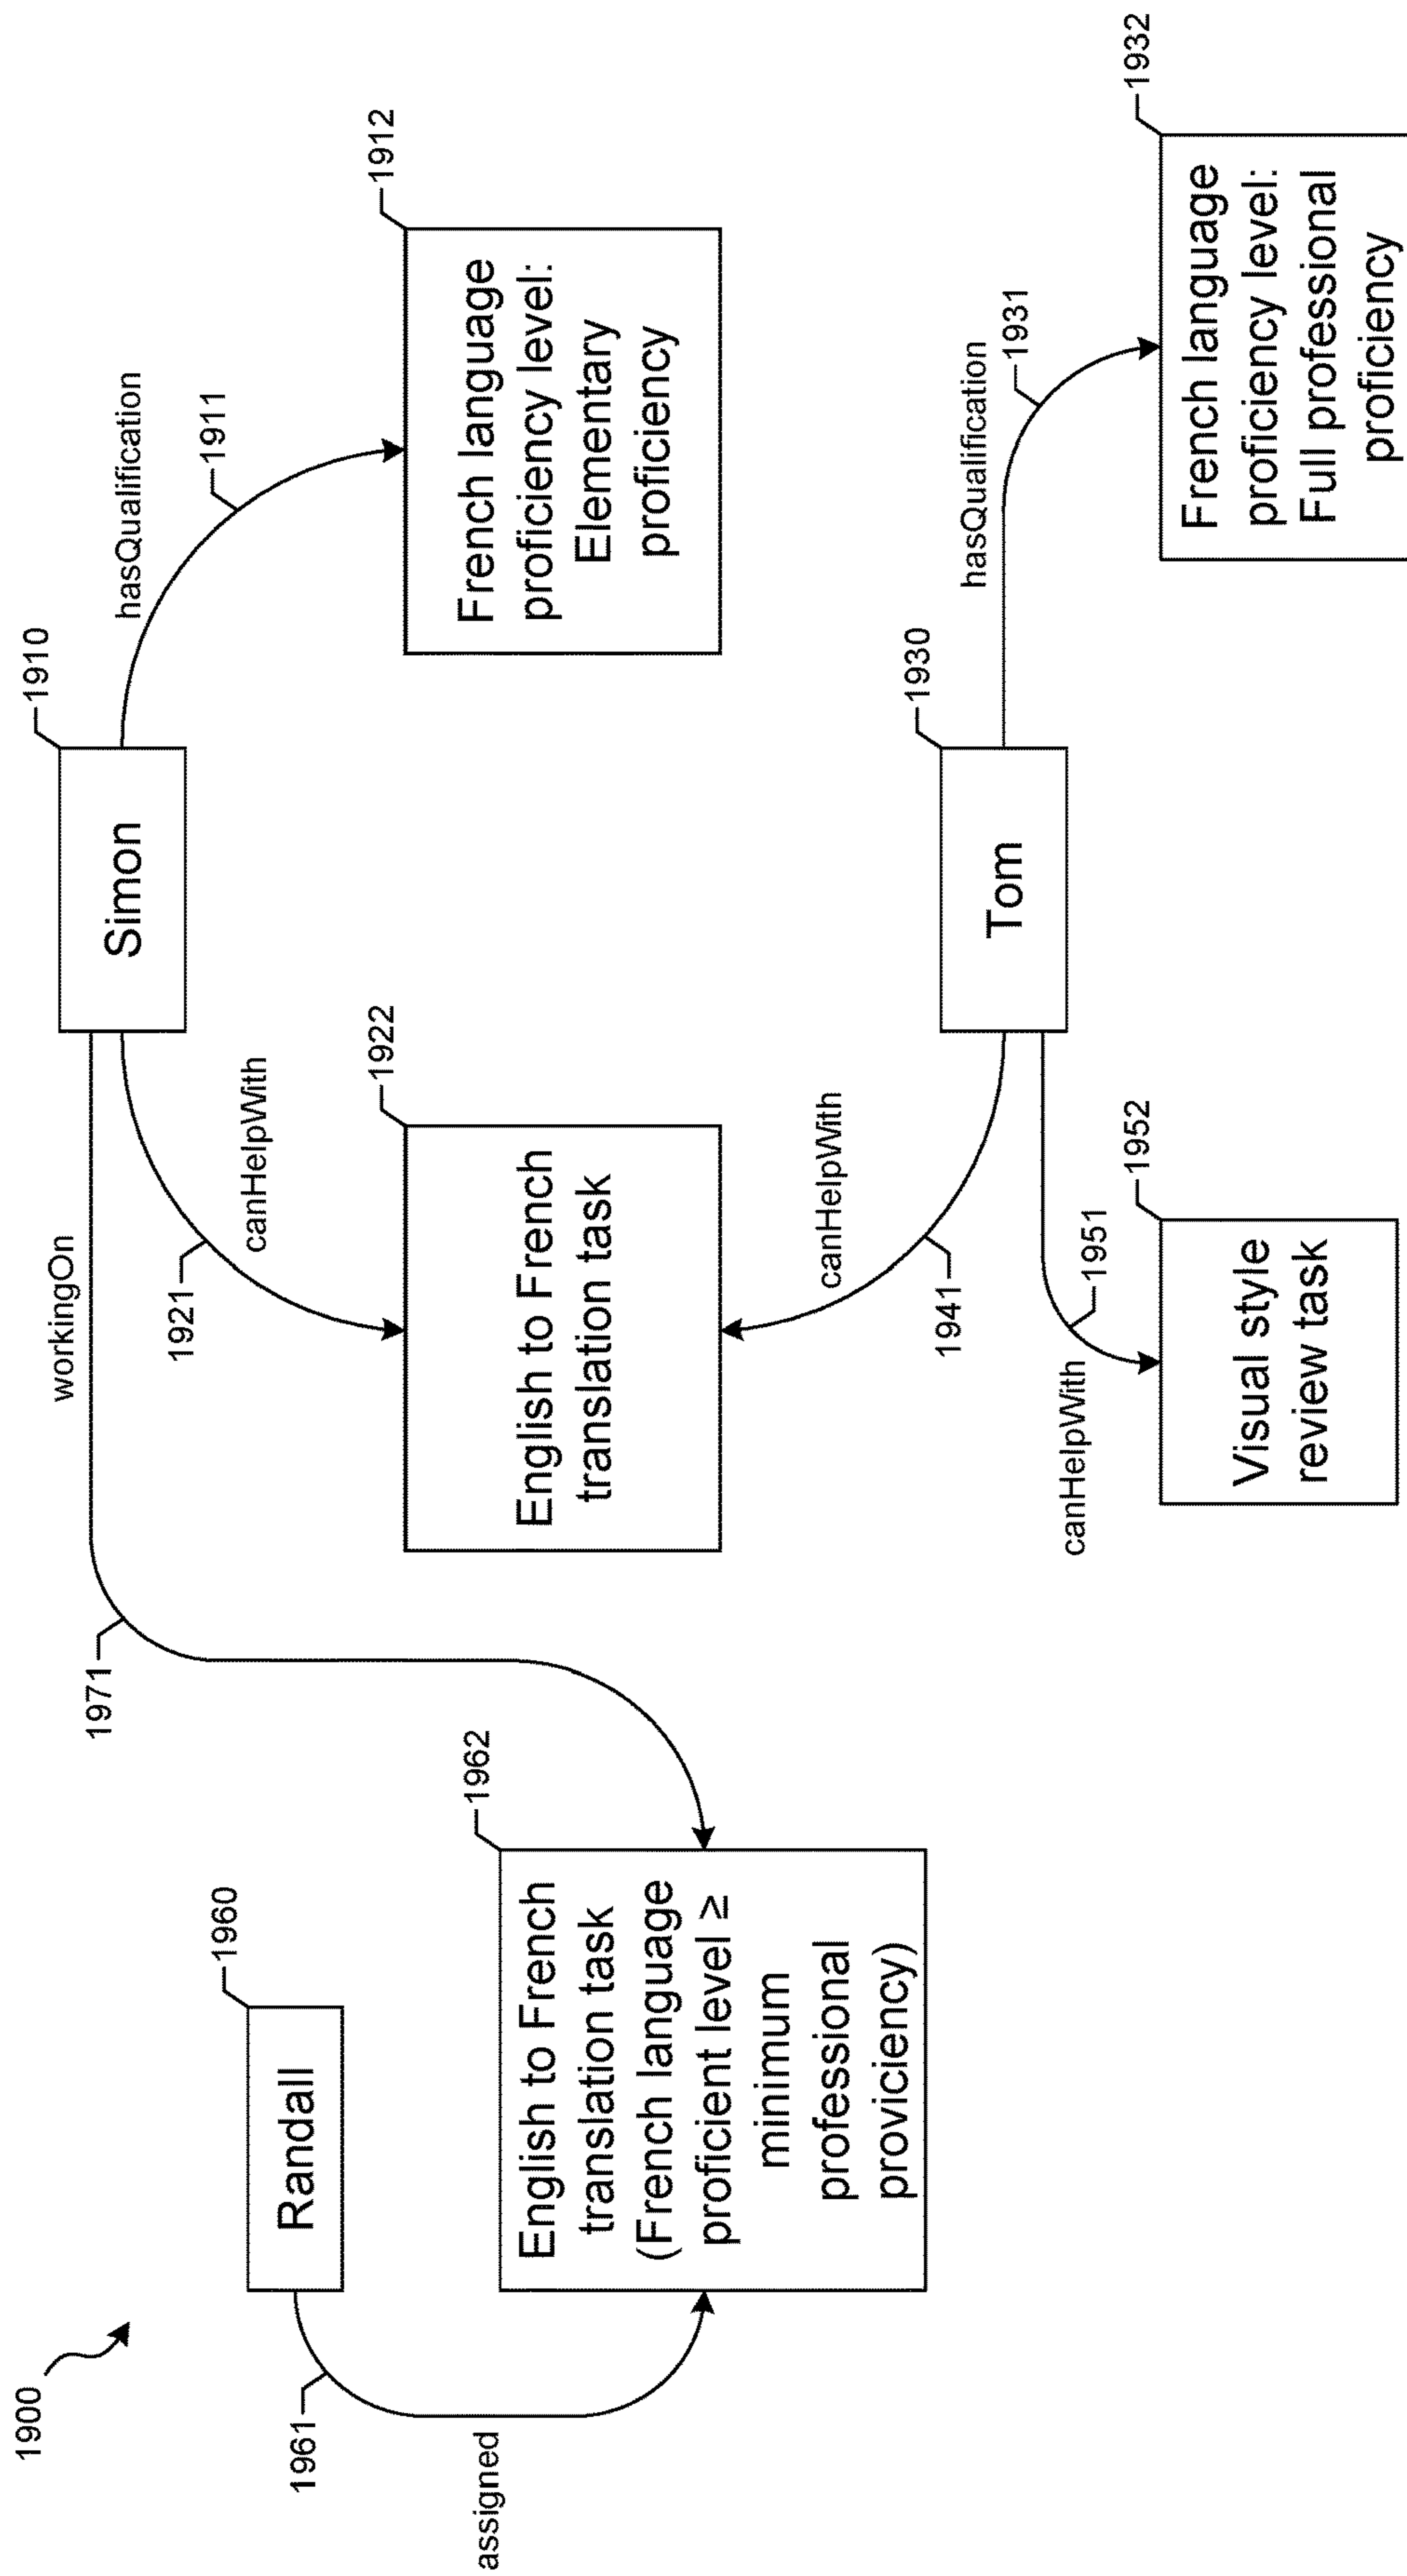 1900
Randall
1960
1961
assigned
English to French
translation task
(French language
proficient level ≥
minimum
professional
proviciency)
1962
workingOn
1971
Simon
1910
hasQualification
1911
French language
proficiency level:
Elementary
proficiency
1912
canHelpWith
1921
English to French
translation task
1922
canHelpWith
1941
Tom
1930
hasQualification
1931
French language
proficiency level:
Full professional
proficiency
1932
canHelpWith
1951
Visual style
review task
1952